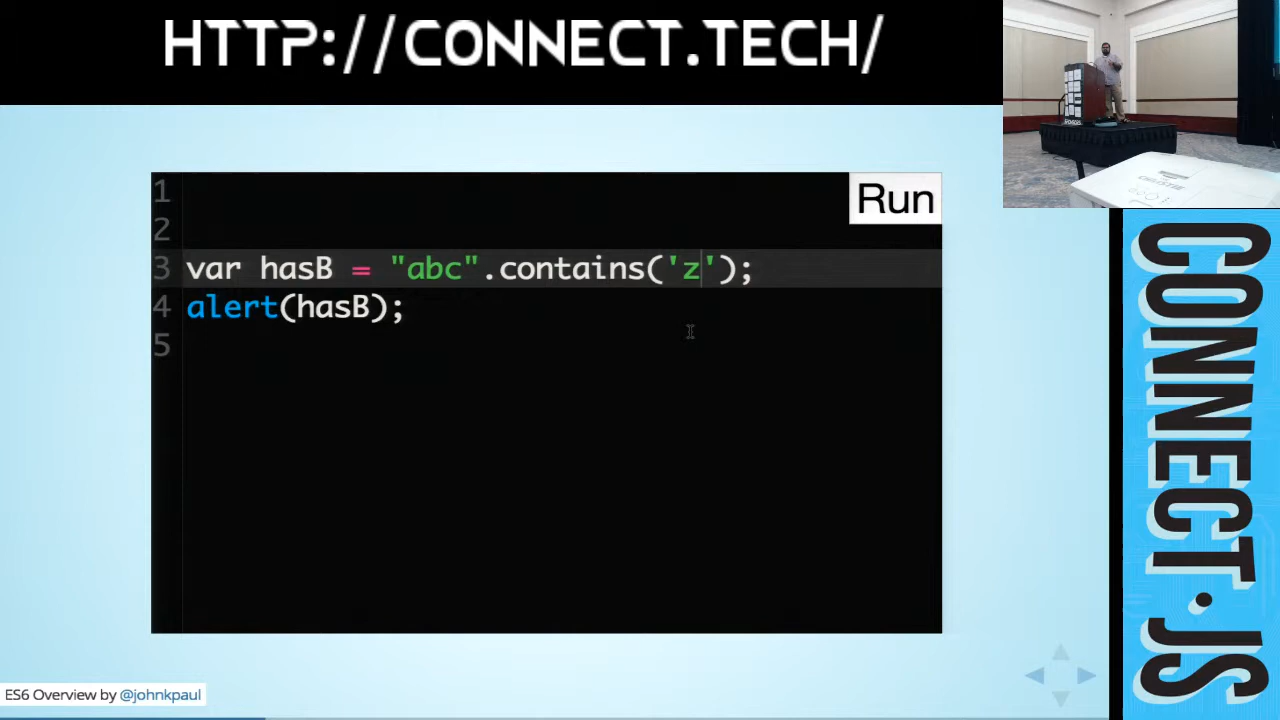 HTTP://CONNECT.TECH/
1
Run
2
3 var hasB = "abc".contains('z');
4 alert(hasB);
5
CONNECT.JS
CHRISTIE
ES6 Overview by @johnkpaul